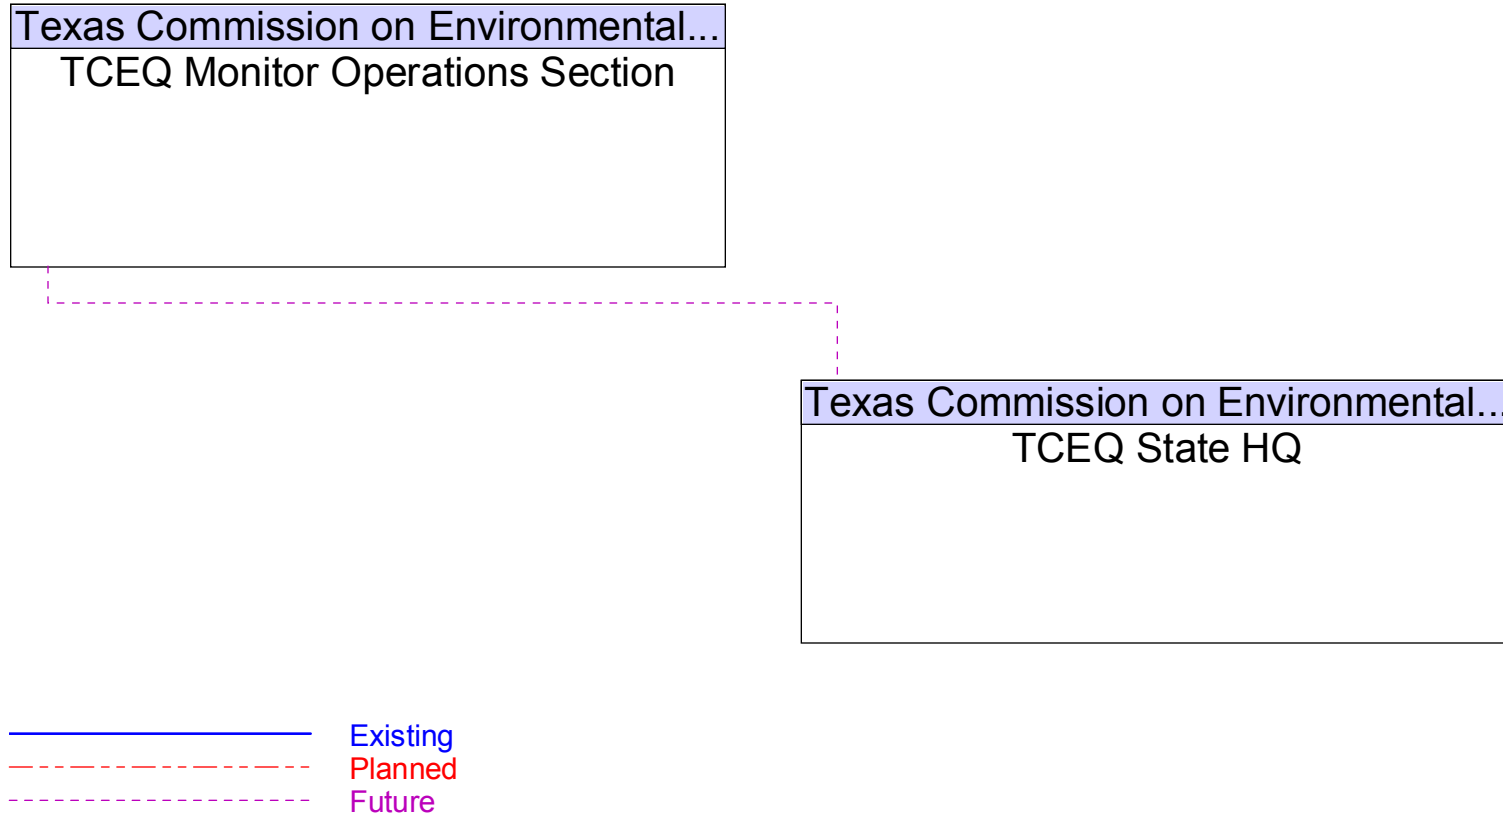 Texas Commission on Environmental...
TCEQ Monitor Operations Section
Texas Commission on Environmental...
TCEQ State HQ
Existing
Planned
Future